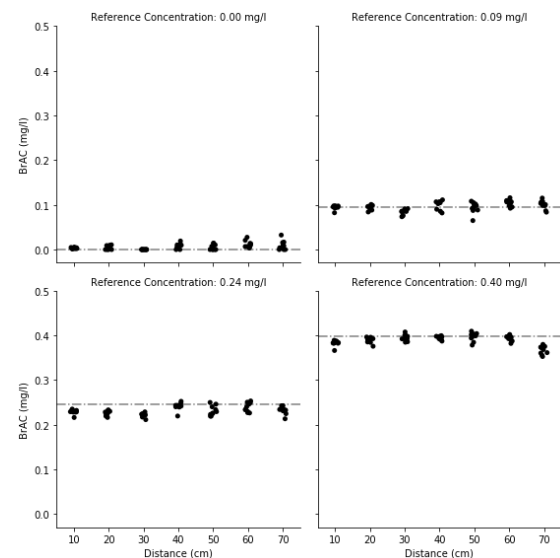 Reference Concentration: 0.00 mg/l
Reference Concentration: 0.09 mg/l
0.5
0.4
0.3
0.2
0.1
0.0
BrAC (mg/l)
Reference Concentration: 0.24 mg/l
Reference Concentration: 0.40 mg/l
0.5
0.4
0.3
0.2
0.1
0.0
BrAC (mg/l)
10 20 30 40 50 60 70
10 20 30 40 50 60 70
Distance (cm)
Distance (cm)